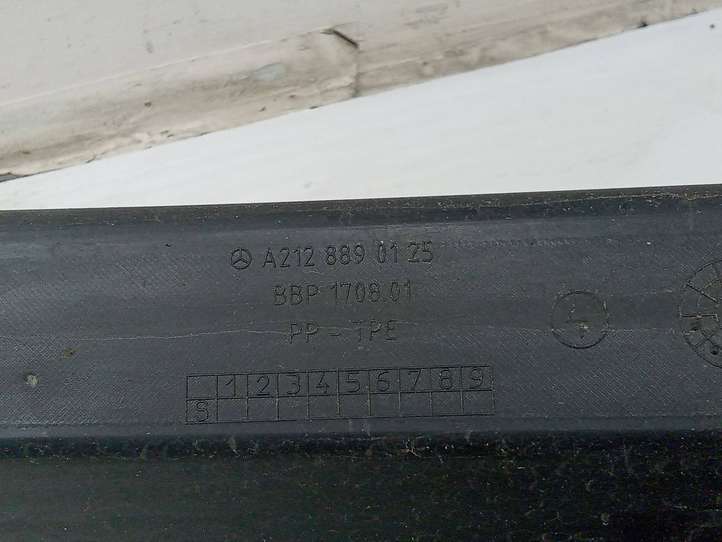 A212 889 01 25
BBP 1708.01
PP - TPE
1 2 3 4 5 6 7 8 9
S